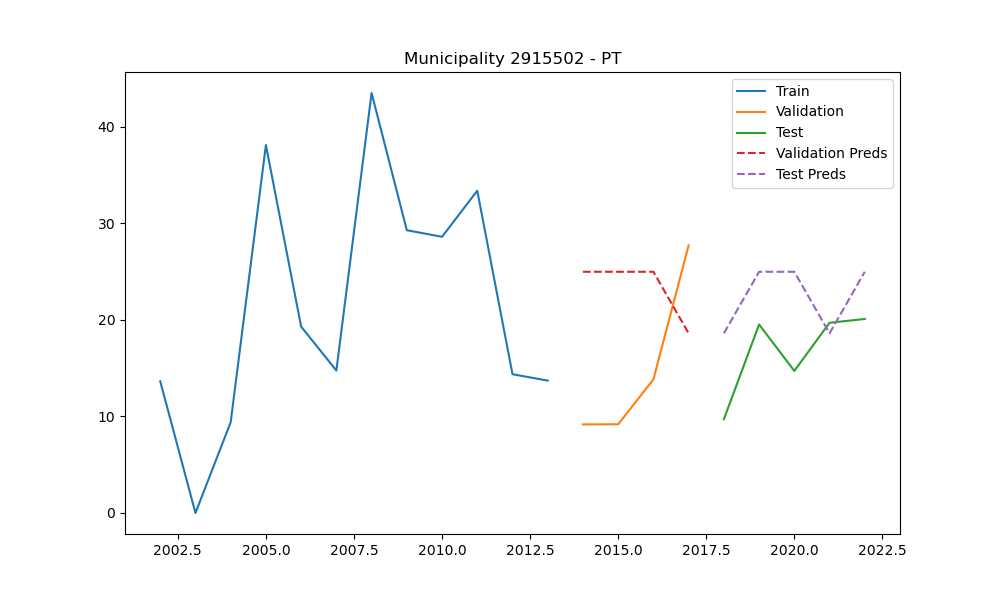 Municipality 2915502 - PT
Train
Validation
Test
Validation Preds
Test Preds
40
30
20
10
0
2002.5 2005.0 2007.5 2010.0 2012.5 2015.0 2017.5 2020.0 2022.5